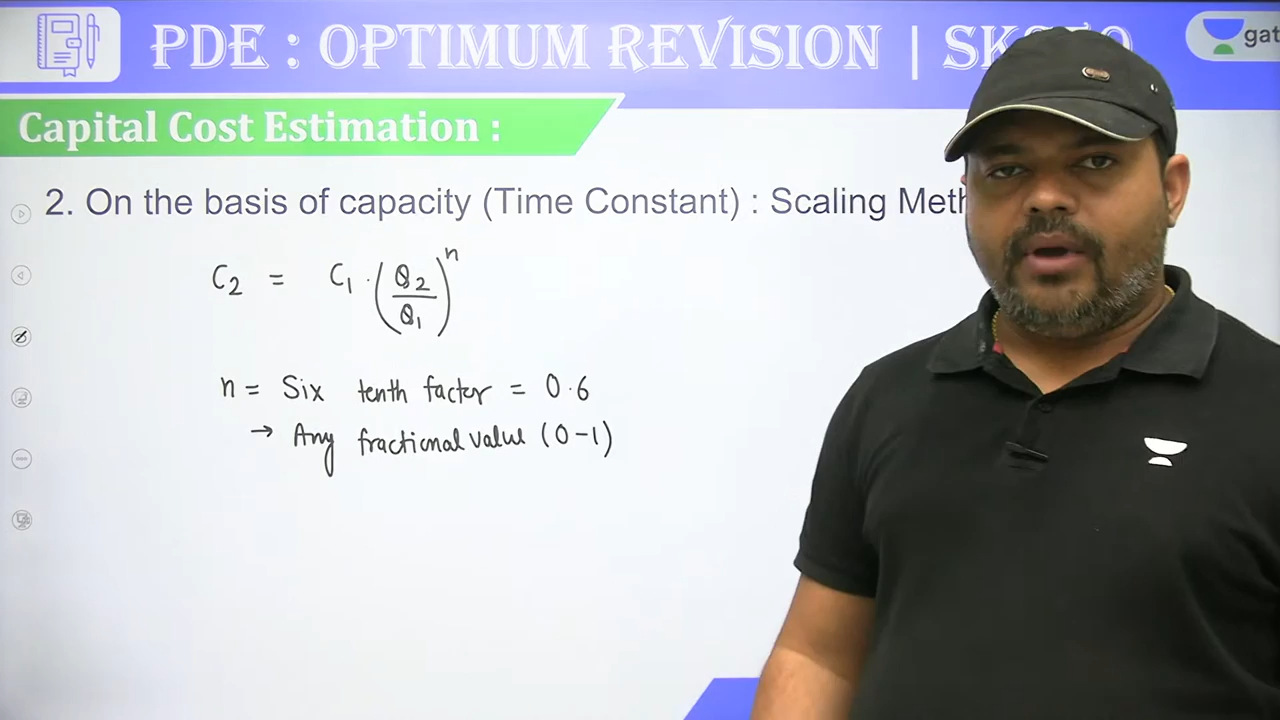 PDE : OPTIMUM REVISION |
gat
Capital Cost Estimation :
2. On the basis of capacity (Time Constant) : Scaling Meth
C₂ = C₁ · (Q₂/Q₁)ⁿ
n = Six tenth factor = 0.6
→ Any fractional value (0-1)